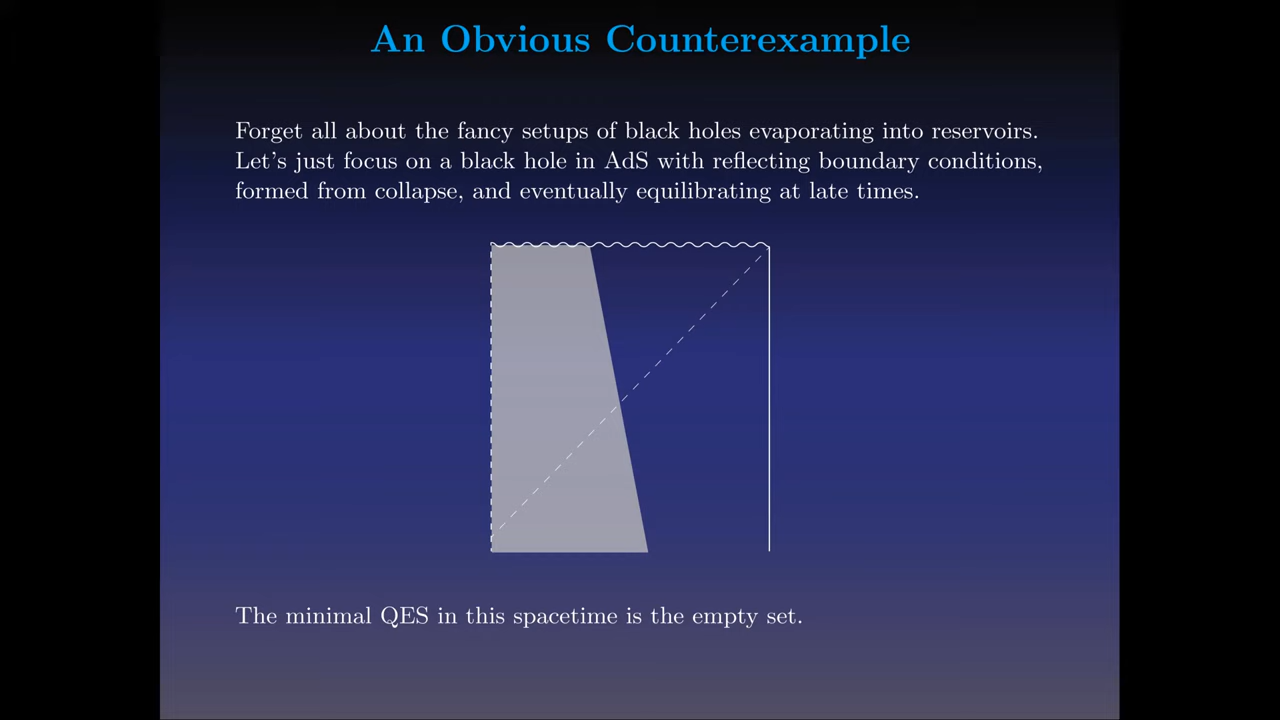 An Obvious Counterexample
Forget all about the fancy setups of black holes evaporating into reservoirs.
Let's just focus on a black hole in AdS with reflecting boundary conditions,
formed from collapse, and eventually equilibrating at late times.
The minimal QES in this spacetime is the empty set.